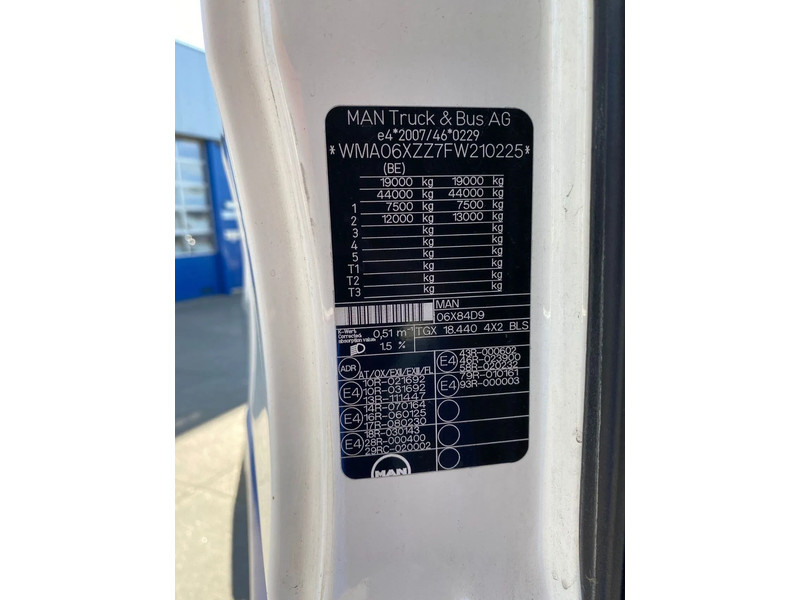 MAN Truck & Bus AG
e4*2007/46*0229
*WMA06XZZ7FW210225*
(BE)
19000 kg 19000 kg
44000 kg 44000 kg
1 7500 kg 7500 kg
2 12000 kg 13000 kg
3 kg kg
4 kg kg
5 kg kg
T1 kg kg
T2 kg kg
T3 kg kg
MAN
06X84D9
K-Wert
Corrected
absorption value
0,51 m⁻¹
TGX 18.440 4X2 BLS
1.5 %
ADR
AT/OX/EXII/EXIII/FL
E4
10R-021692
10R-031692
13R-111447
E4
14R-070164
16R-060125
17R-080230
E4
18R-030143
28R-000400
29RC-020002
E4
43R-000602
46R-023900
E4
79R-010161
93R-000003
MAN